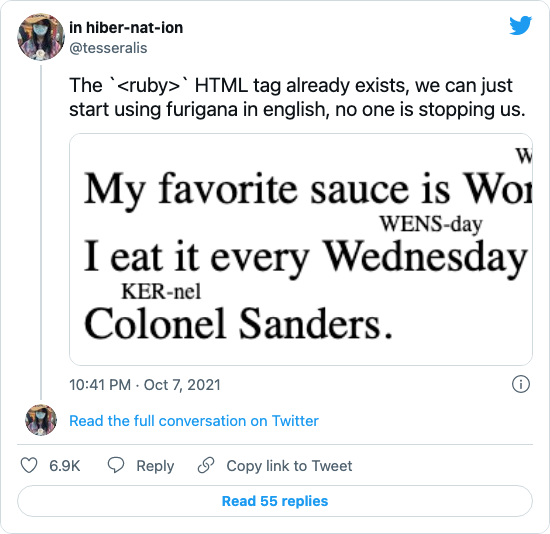 in hiber-nat-ion
@tesseralis
The `<ruby>` HTML tag already exists, we can just
start using furigana in english, no one is stopping us.
W
My favorite sauce is Wor
WENS-day
I eat it every Wednesday
KER-nel
Colonel Sanders.
10:41 PM · Oct 7, 2021
Read the full conversation on Twitter
6.9K Reply Copy link to Tweet
Read 55 replies